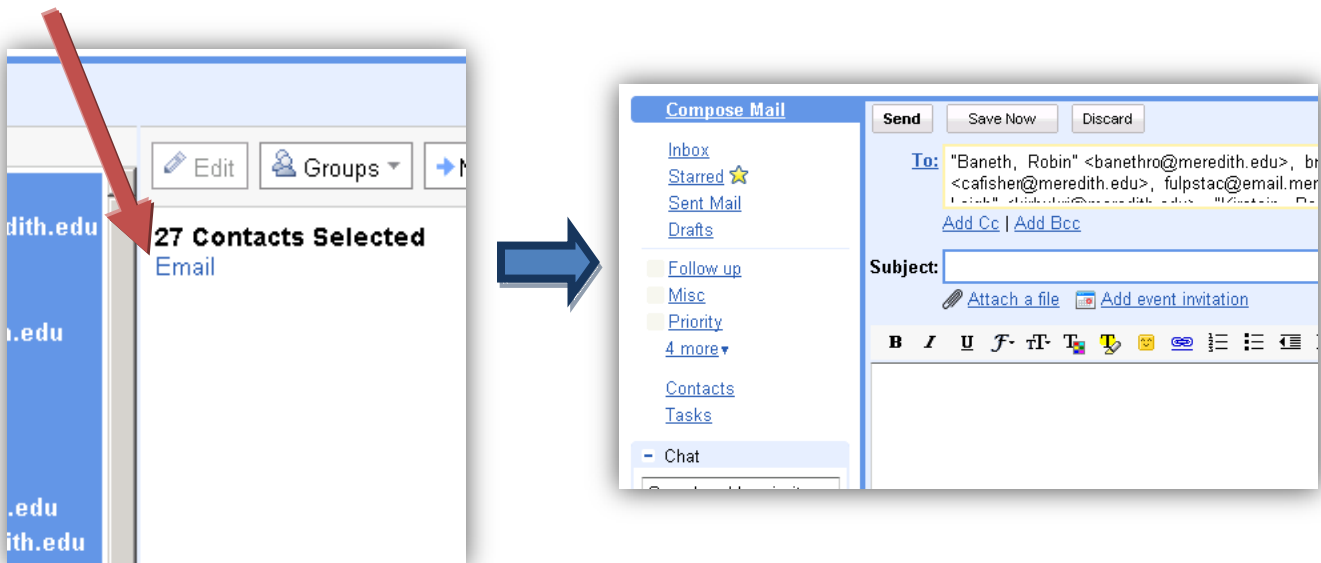 dith.edu
.edu
.edu
ith.edu
Edit
Groups
27 Contacts Selected
Email
Compose Mail
Inbox
Starred
Sent Mail
Drafts
Follow up
Misc
Priority
4 more
Contacts
Tasks
Chat
Send Save Now Discard
To: "Baneth, Robin" <banethro@meredith.edu>, br
<cafisher@meredith.edu>, fulpstac@email.mer
Add Cc | Add Bcc
Subject:
Attach a file Add event invitation
B I U